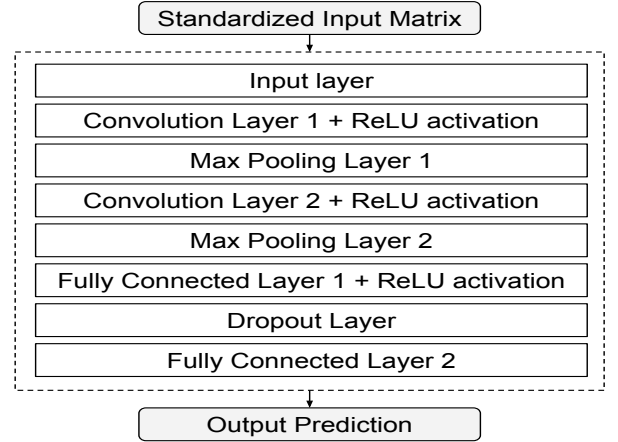 Standardized Input Matrix
Input layer
Convolution Layer 1 + ReLU activation
Max Pooling Layer 1
Convolution Layer 2 + ReLU activation
Max Pooling Layer 2
Fully Connected Layer 1 + ReLU activation
Dropout Layer
Fully Connected Layer 2
Output Prediction